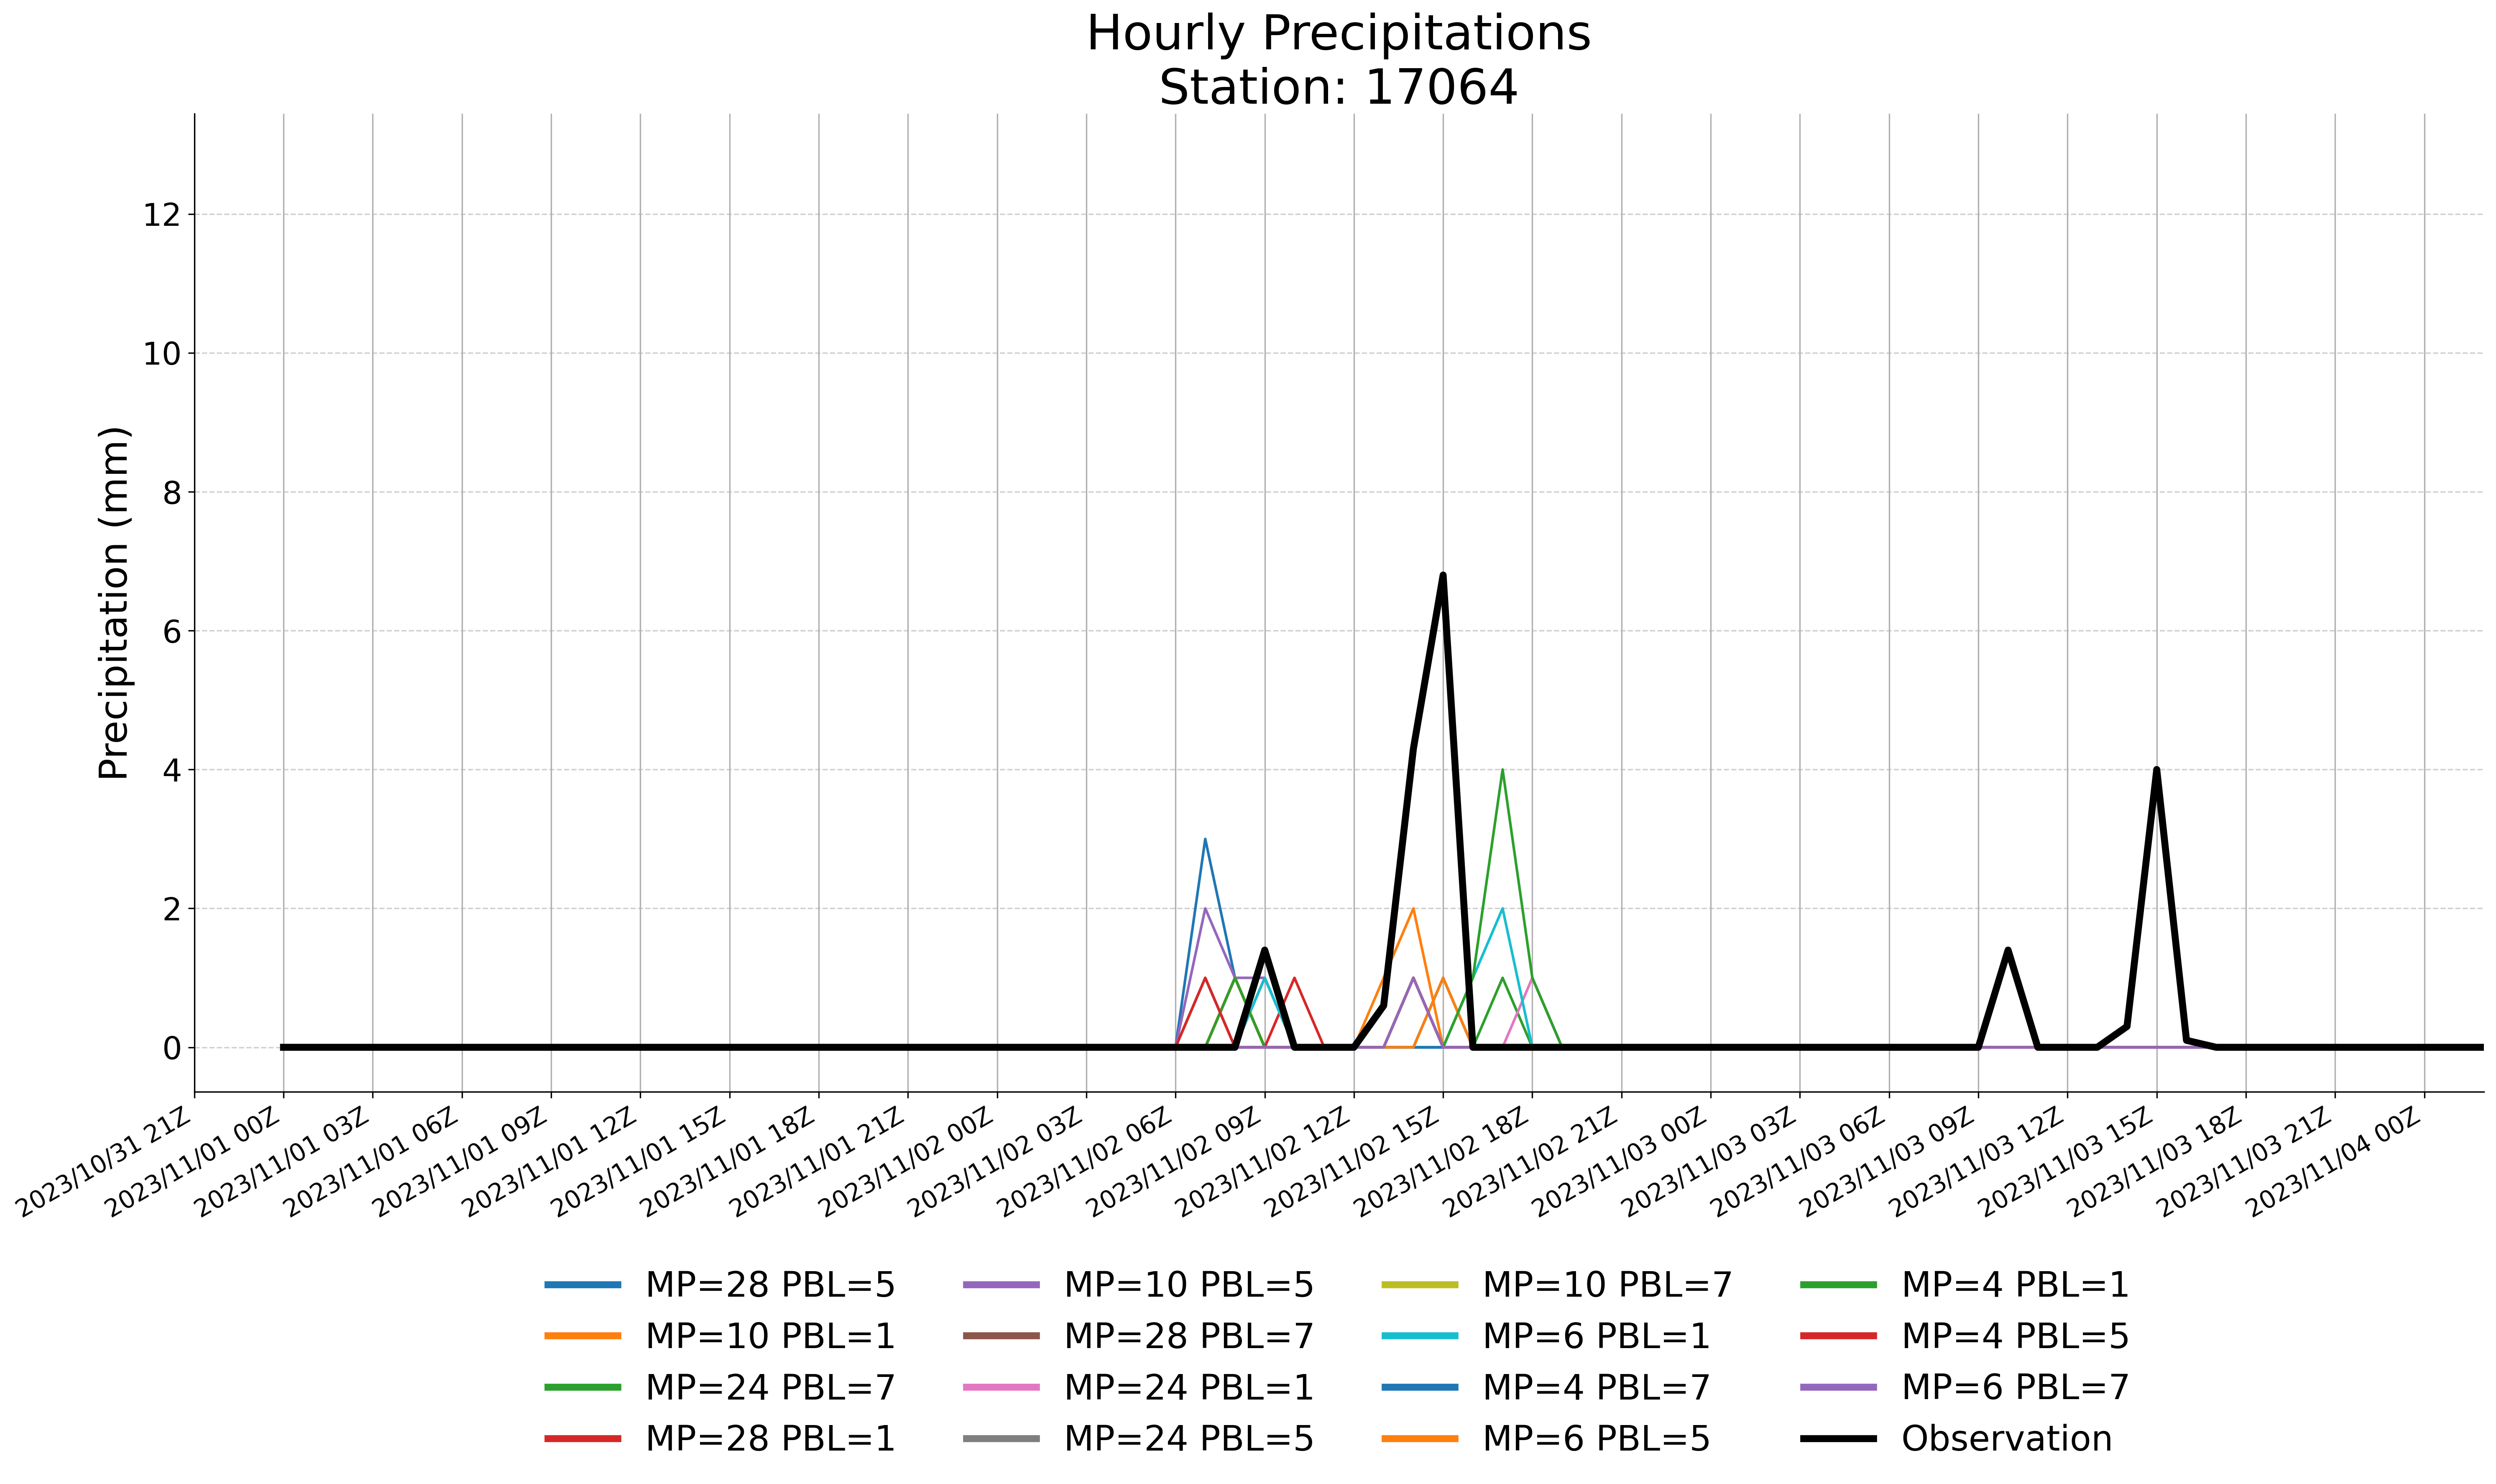 Hourly Precipitations
Station: 17064
Precipitation (mm)
12
10
8
6
4
2
0
2023/10/31 21Z
2023/11/01 00Z
2023/11/01 03Z
2023/11/01 06Z
2023/11/01 09Z
2023/11/01 12Z
2023/11/01 15Z
2023/11/01 18Z
2023/11/01 21Z
2023/11/02 00Z
2023/11/02 03Z
2023/11/02 06Z
2023/11/02 09Z
2023/11/02 12Z
2023/11/02 15Z
2023/11/02 18Z
2023/11/02 21Z
2023/11/03 00Z
2023/11/03 03Z
2023/11/03 06Z
2023/11/03 09Z
2023/11/03 12Z
2023/11/03 15Z
2023/11/03 18Z
2023/11/03 21Z
2023/11/04 00Z
MP=28 PBL=5
MP=10 PBL=1
MP=24 PBL=7
MP=28 PBL=1
MP=10 PBL=5
MP=28 PBL=7
MP=24 PBL=1
MP=24 PBL=5
MP=10 PBL=7
MP=6 PBL=1
MP=4 PBL=7
MP=6 PBL=5
MP=4 PBL=1
MP=4 PBL=5
MP=6 PBL=7
Observation